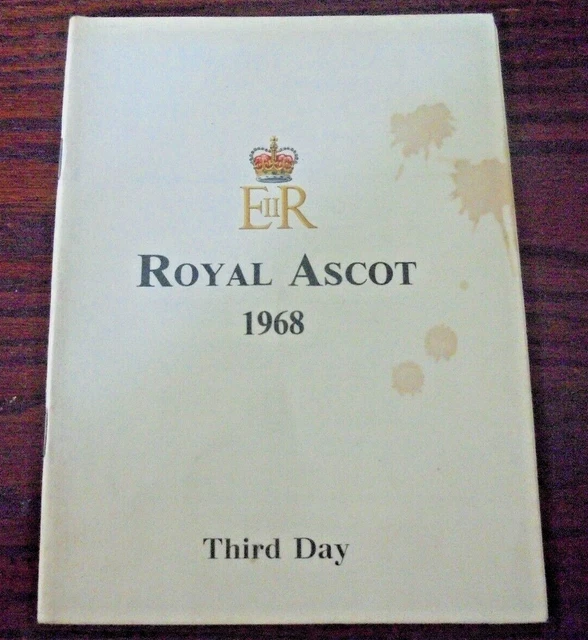 EIIR
ROYAL ASCOT
1968
Third Day